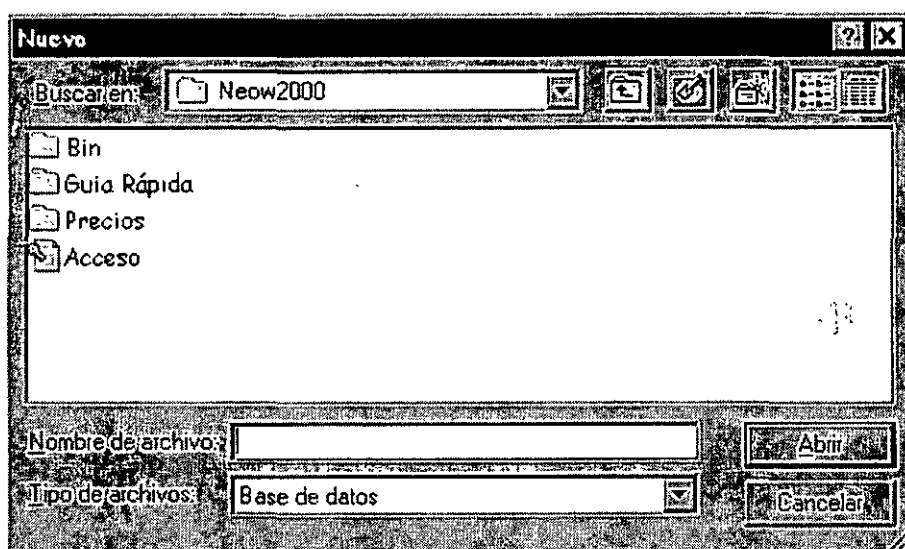 Nuevo
Buscar en: Neow2000
Bin
Guia Rápida
Precios
Acceso
Nombre de archivo:
Abrir
Tipo de archivos: Base de datos
Cancelar